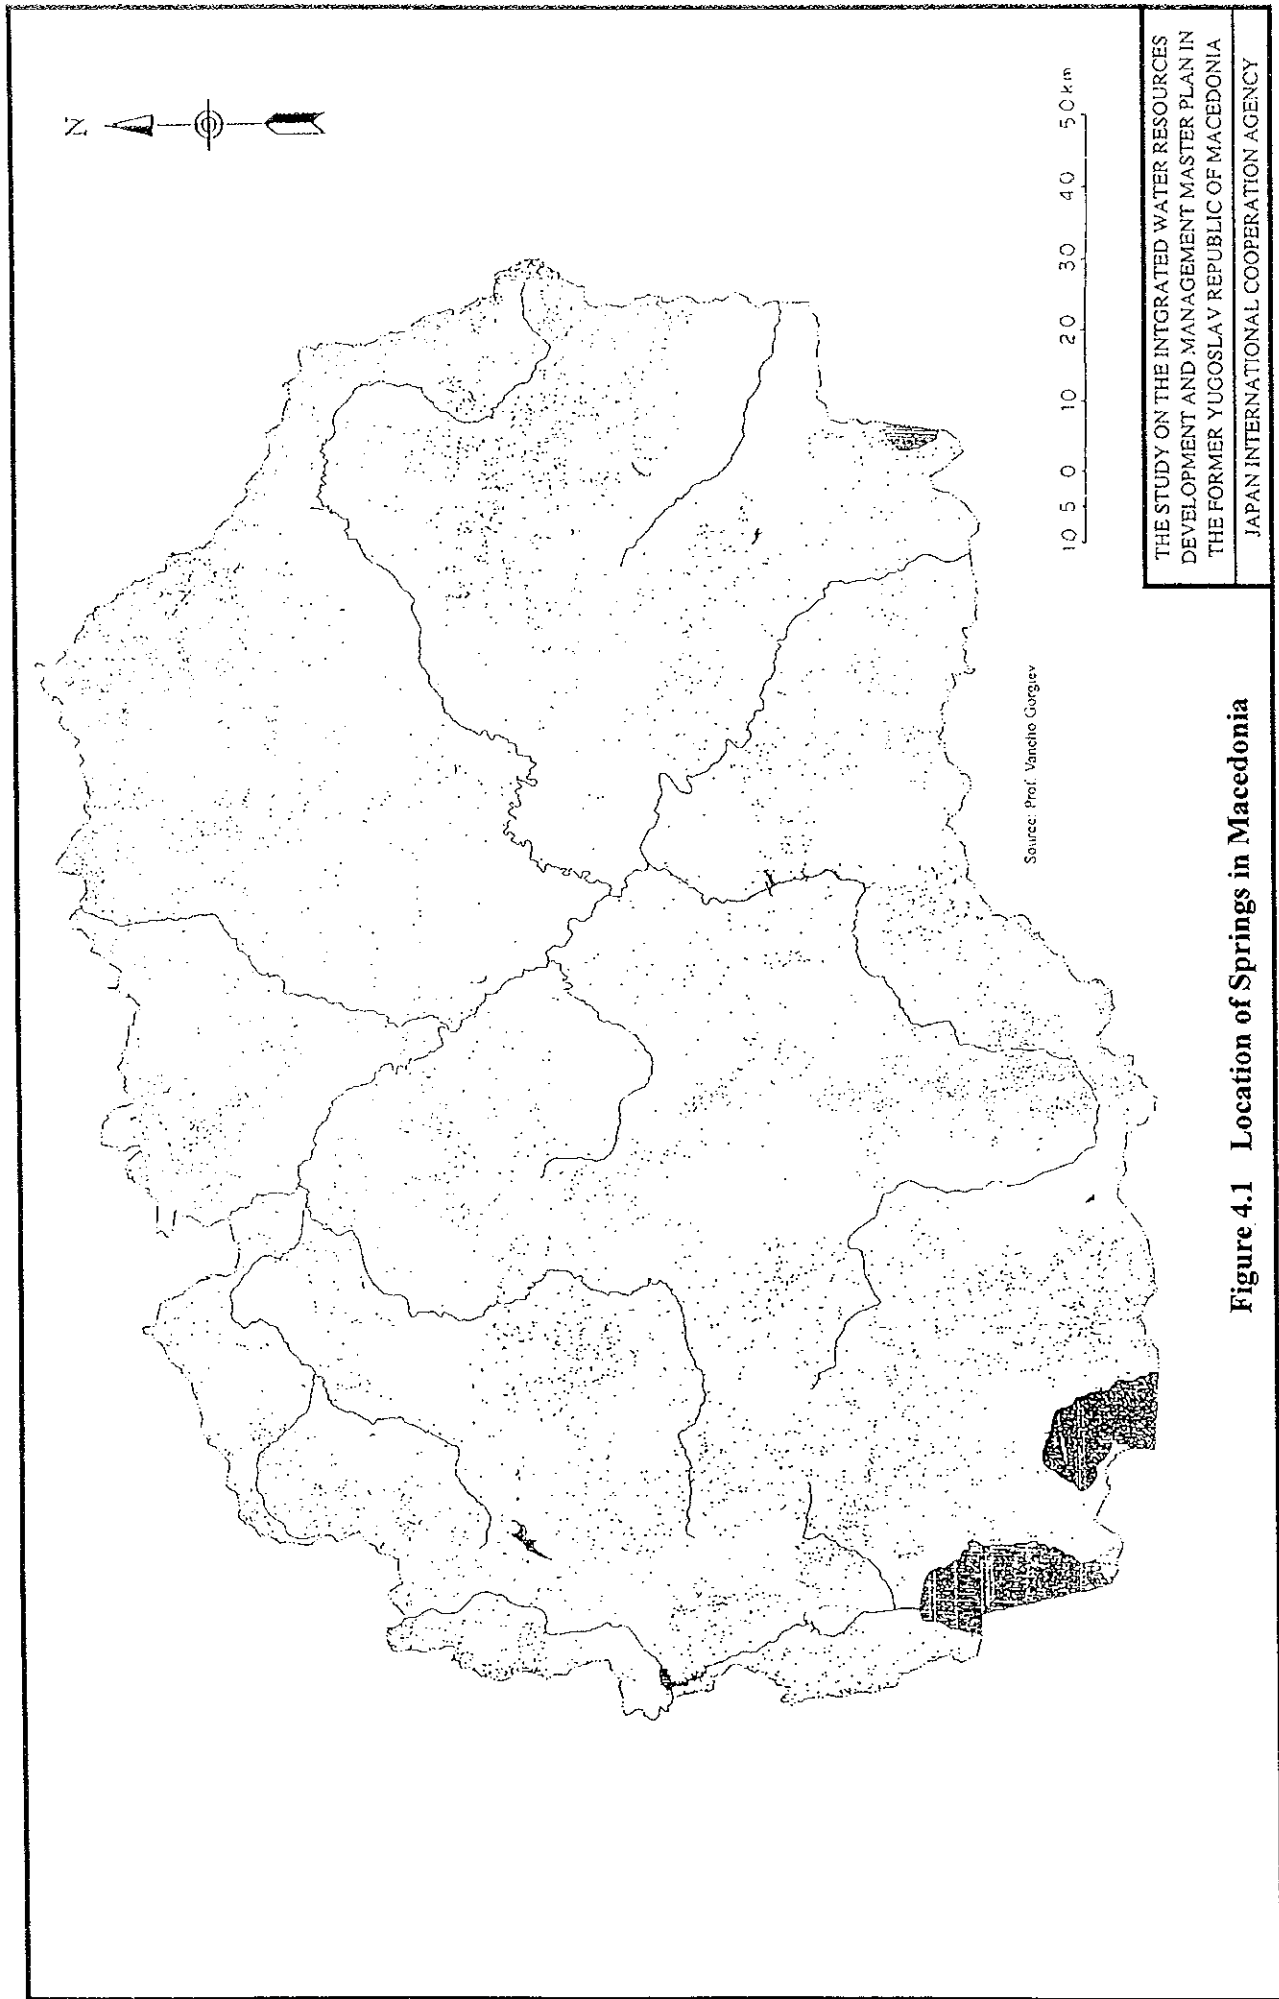 N
10 5 0 10 20 30 40 50km
Source: Prof. Vancho Gorgiev
Figure 4.1 Location of Springs in Macedonia
THE STUDY ON THE INTGRATED WATER RESOURCES
DEVELOPMENT AND MANAGEMENT MASTER PLAN IN
THE FORMER YUGOSLAV REPUBLIC OF MACEDONIA
JAPAN INTERNATIONAL COOPERATION AGENCY